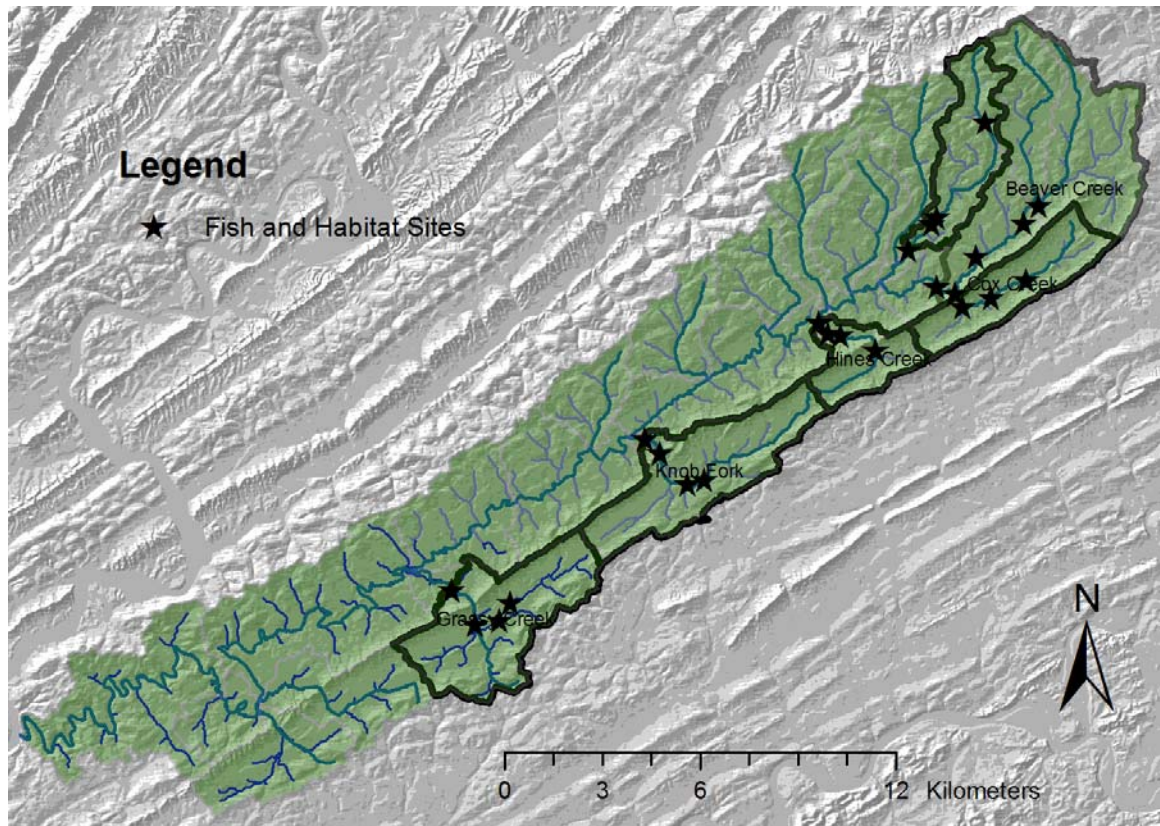 Legend
Fish and Habitat Sites
Beaver Creek
Cox Creek
Hines Cree
Knob Fork
Grassy Creek
N
0 3 6 12 Kilometers